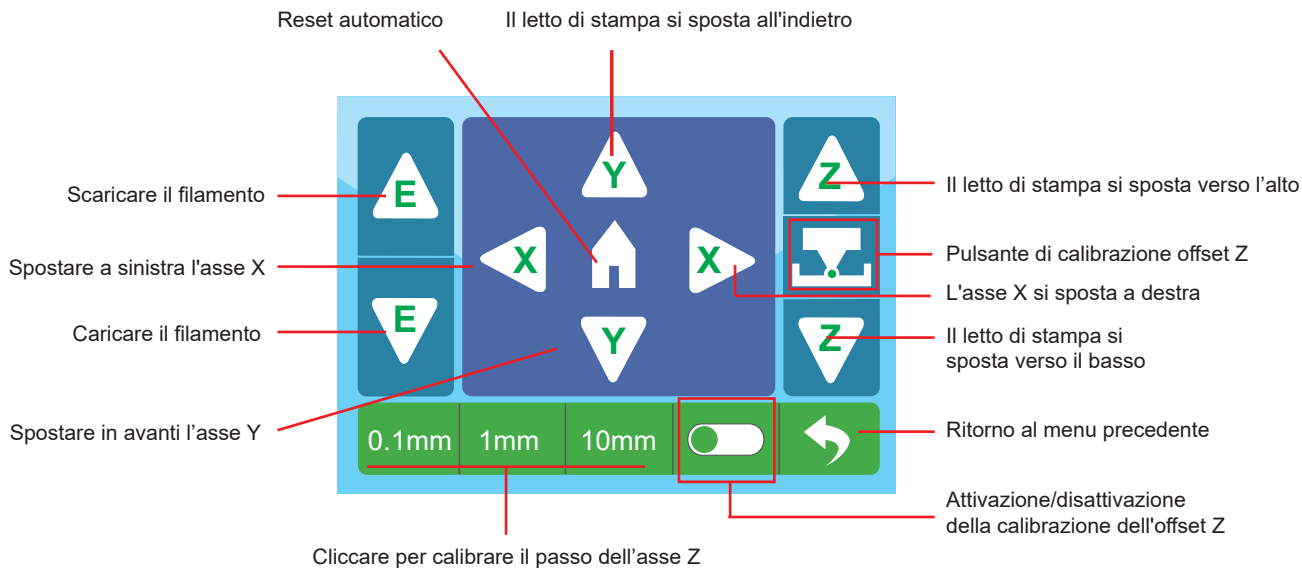 Reset automatico
Il letto di stampa si sposta all'indietro
Scaricare il filamento
Spostare a sinistra l'asse X
Caricare il filamento
Spostare in avanti l’asse Y
E
E
Y
X
X
Y
Z
Z
0.1mm
1mm
10mm
Il letto di stampa si sposta verso l’alto
Pulsante di calibrazione offset Z
L'asse X si sposta a destra
Il letto di stampa si
sposta verso il basso
Ritorno al menu precedente
Attivazione/disattivazione
della calibrazione dell'offset Z
Cliccare per calibrare il passo dell’asse Z